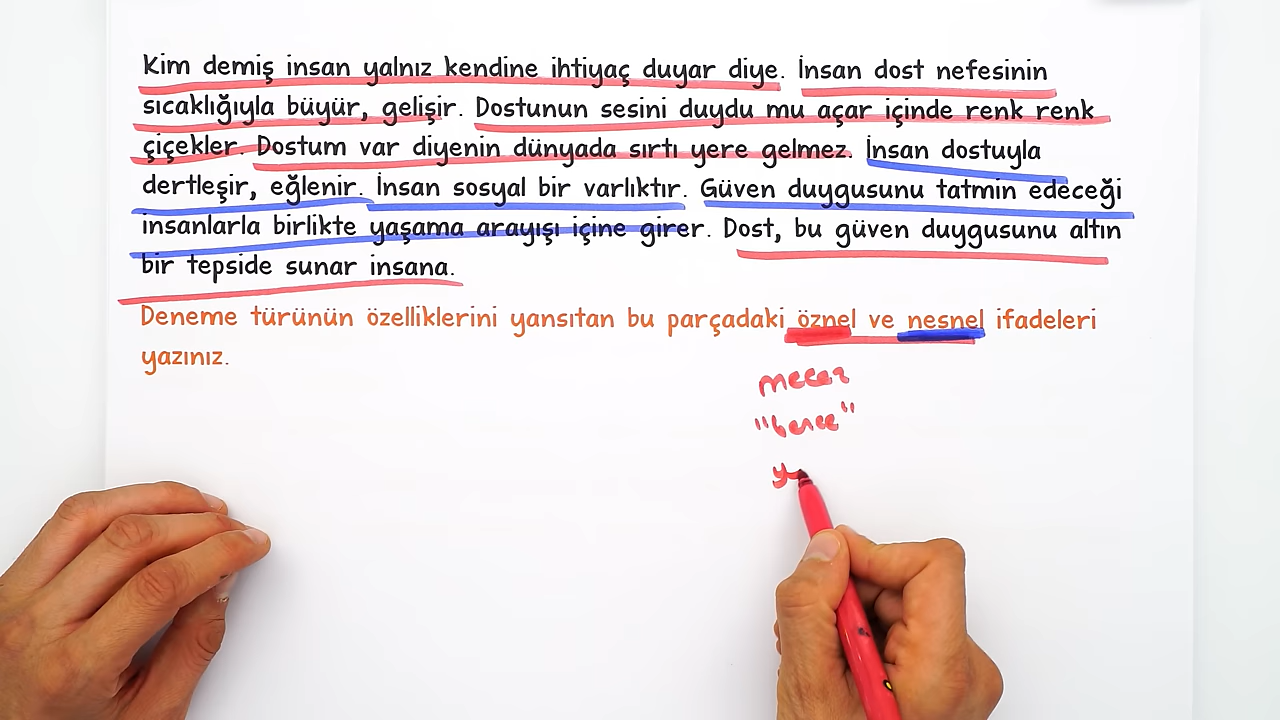 Kim demiş insan yalnız kendine ihtiyaç duyar diye. İnsan dost nefesinin
sıcaklığıyla büyür, gelişir. Dostunun sesini duydu mu açar içinde renk renk
çiçekler. Dostum var diyenin dünyada sırtı yere gelmez. İnsan dostuyla
dertleşir, eğlenir. İnsan sosyal bir varlıktır. Güven duygusunu tatmin edeceği
insanlarla birlikte yaşama arayışı içine girer. Dost, bu güven duygusunu altın
bir tepside sunar insana.
Deneme türünün özelliklerini yansıtan bu parçadaki öznel ve nesnel ifadeleri
yazınız.
mecaz
"bence"
y